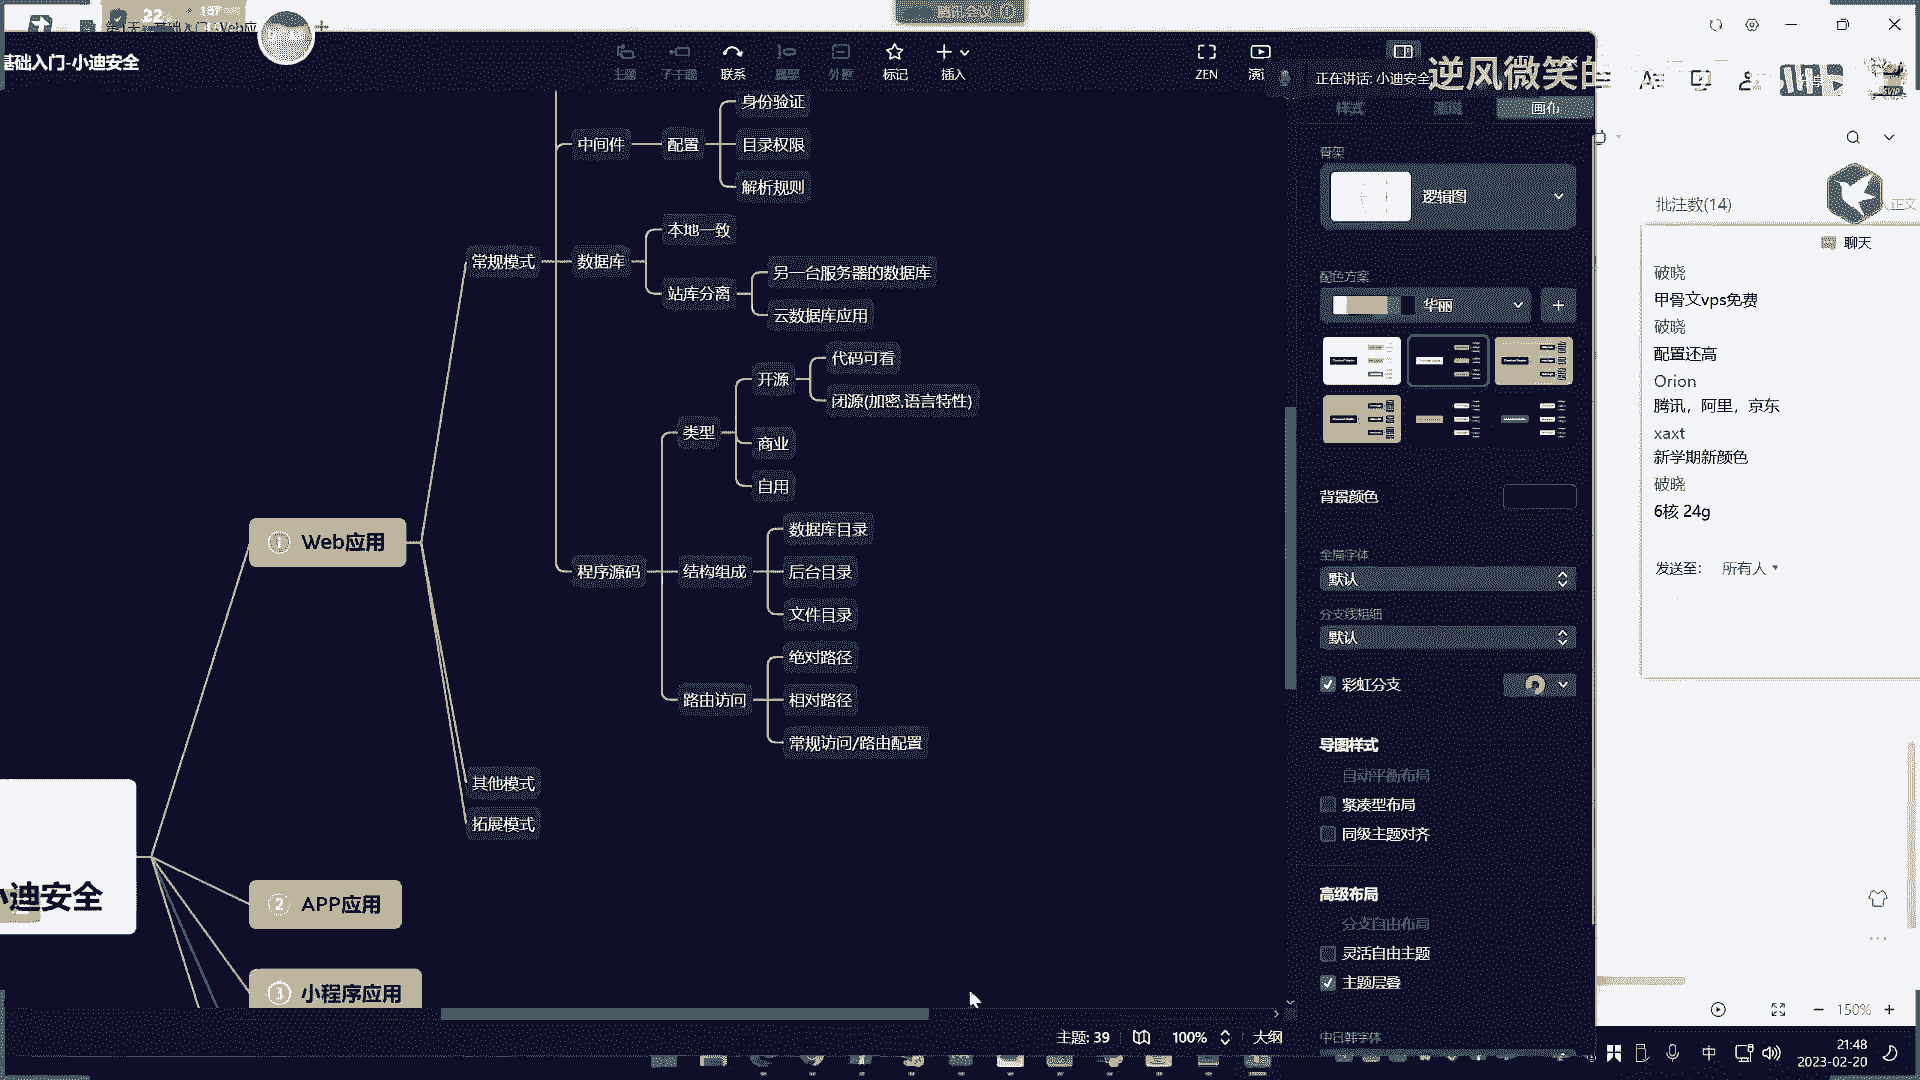 22
腾讯会议
基础入门-小迪安全
主题
子主题
联系
概要
外框
标记
插入
ZEN
演
正在讲话: 小迪安全
逆风微笑的
样式
画布
身份验证
中间件
配置
目录权限
解析规则
本地一致
常规模式
数据库
另一台服务器的数据库
站库分离
云数据库应用
代码可看
开源
闭源(加密,语言特性)
类型
商业
自用
① Web应用
数据库目录
程序源码
结构组成
后台目录
文件目录
绝对路径
路由访问
相对路径
常规访问/路由配置
其他模式
拓展模式
小迪安全
② APP应用
③ 小程序应用
骨架
逻辑图
配色方案
华丽
背景颜色
全局字体
默认
分支线粗细
默认
彩虹分支
导图样式
自动平衡布局
紧凑型布局
同级主题对齐
高级布局
分支自由布局
灵活自由主题
主题层叠
中日韩字体
主题: 39
100%
大纲
批注数(14)
正文
聊天
破晓
甲骨文vps免费
破晓
配置还高
Orion
腾讯，阿里，京东
xaxt
新学期新颜色
破晓
6核 24g
发送至:
所有人
150%
中
21:48
2023-02-20